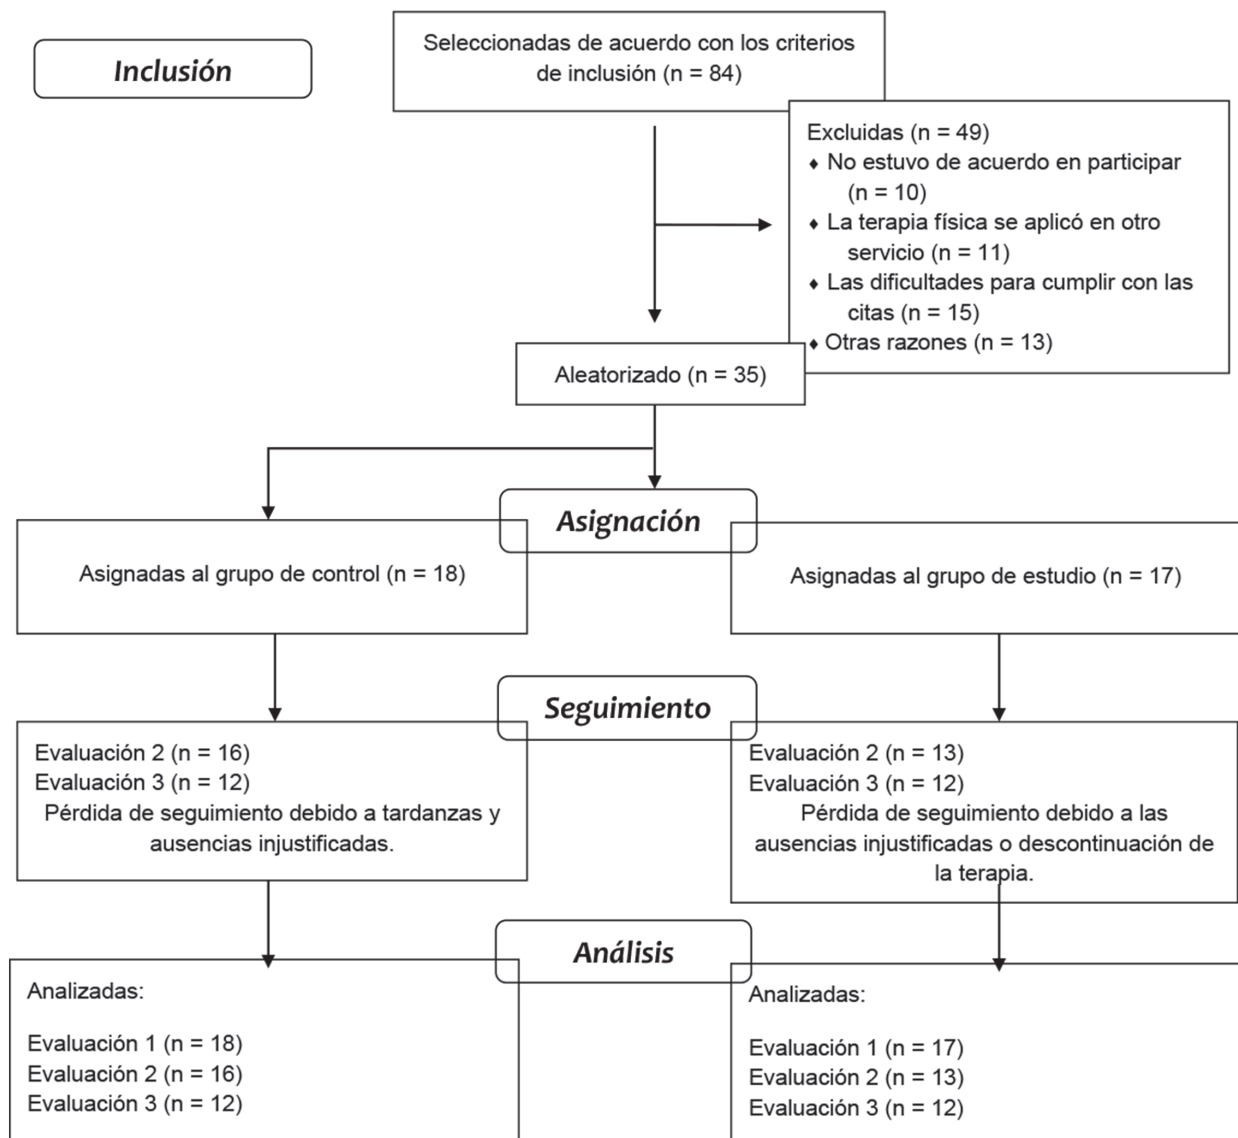 Inclusión
Seleccionadas de acuerdo con los criterios
de inclusión (n = 84)
Excluidas (n = 49)
♦ No estuvo de acuerdo en participar
(n = 10)
♦ La terapia física se aplicó en otro
servicio (n = 11)
♦ Las dificultades para cumplir con las
citas (n = 15)
♦ Otras razones (n = 13)
Aleatorizado (n = 35)
Asignación
Asignadas al grupo de control (n = 18)
Asignadas al grupo de estudio (n = 17)
Seguimiento
Evaluación 2 (n = 16)
Evaluación 3 (n = 12)
Pérdida de seguimiento debido a tardanzas y
ausencias injustificadas.
Evaluación 2 (n = 13)
Evaluación 3 (n = 12)
Pérdida de seguimiento debido a las
ausencias injustificadas o descontinuación de
la terapia.
Análisis
Analizadas:
Evaluación 1 (n = 18)
Evaluación 2 (n = 16)
Evaluación 3 (n = 12)
Analizadas:
Evaluación 1 (n = 17)
Evaluación 2 (n = 13)
Evaluación 3 (n = 12)